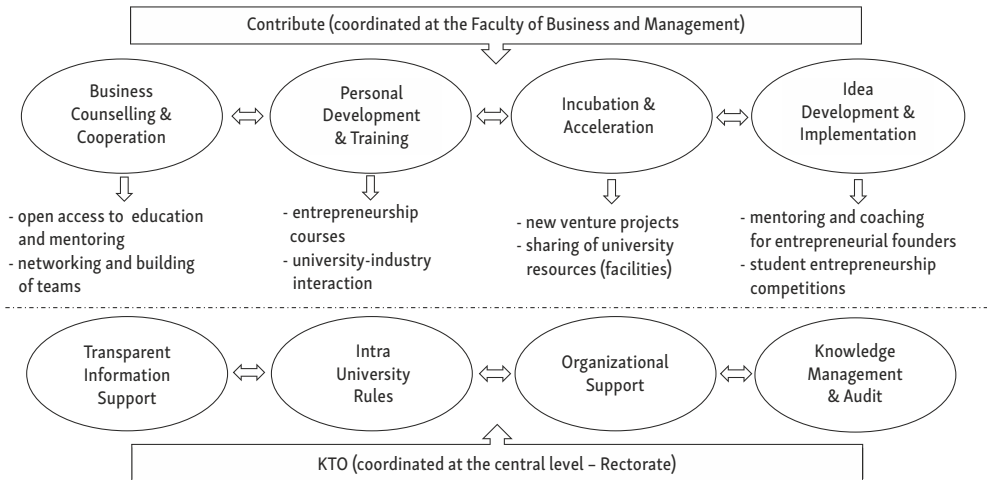 Contribute (coordinated at the Faculty of Business and Management)
Business
Counselling &
Cooperation
Personal
Development
& Training
Incubation &
Acceleration
Idea
Development &
Implementation
- open access to education
and mentoring
- networking and building
of teams
- entrepreneurship
courses
- university-industry
interaction
- new venture projects
- sharing of university
resources (facilities)
- mentoring and coaching
for entrepreneurial founders
- student entrepreneurship
competitions
Transparent
Information
Support
Intra
University
Rules
Organizational
Support
Knowledge
Management
& Audit
KTO (coordinated at the central level – Rectorate)